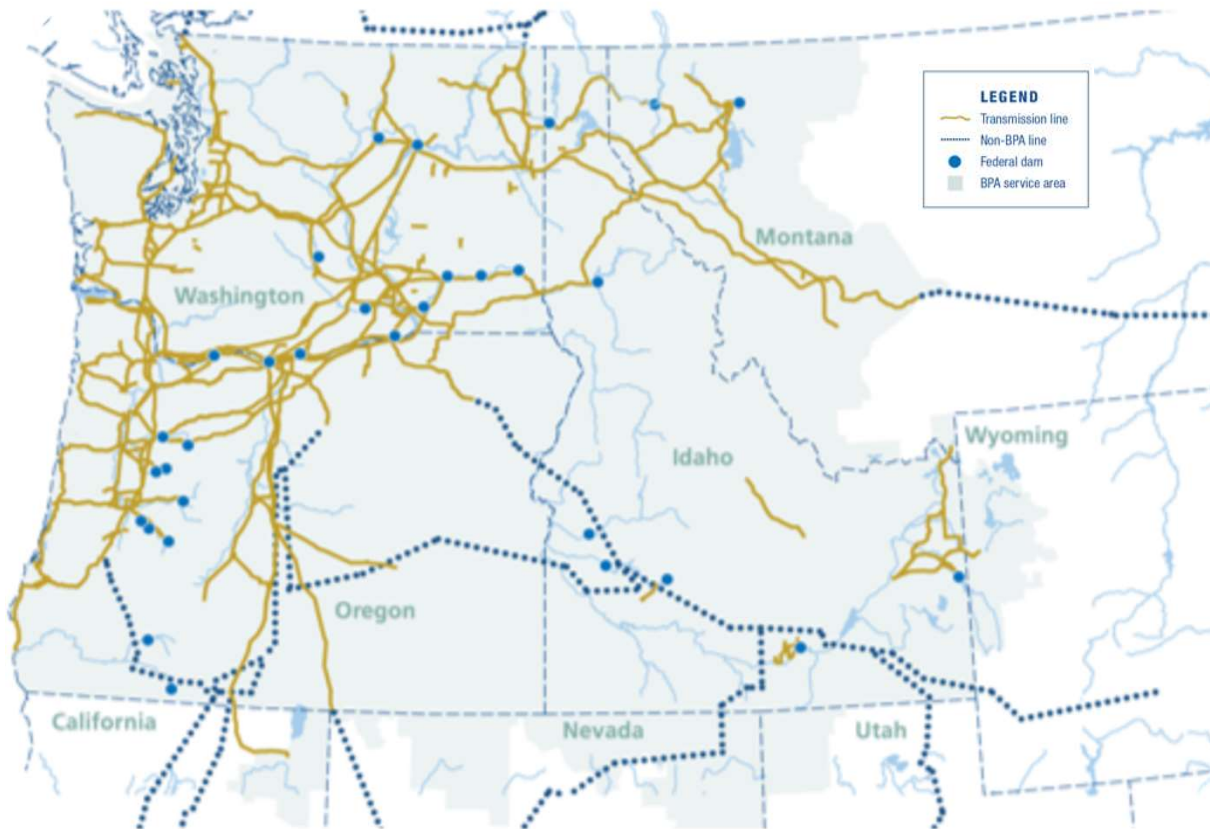 LEGEND
Transmission line
Non-BPA line
Federal dam
BPA service area
Montana
Washington
Wyoming
Idaho
Oregon
California
Nevada
Utah